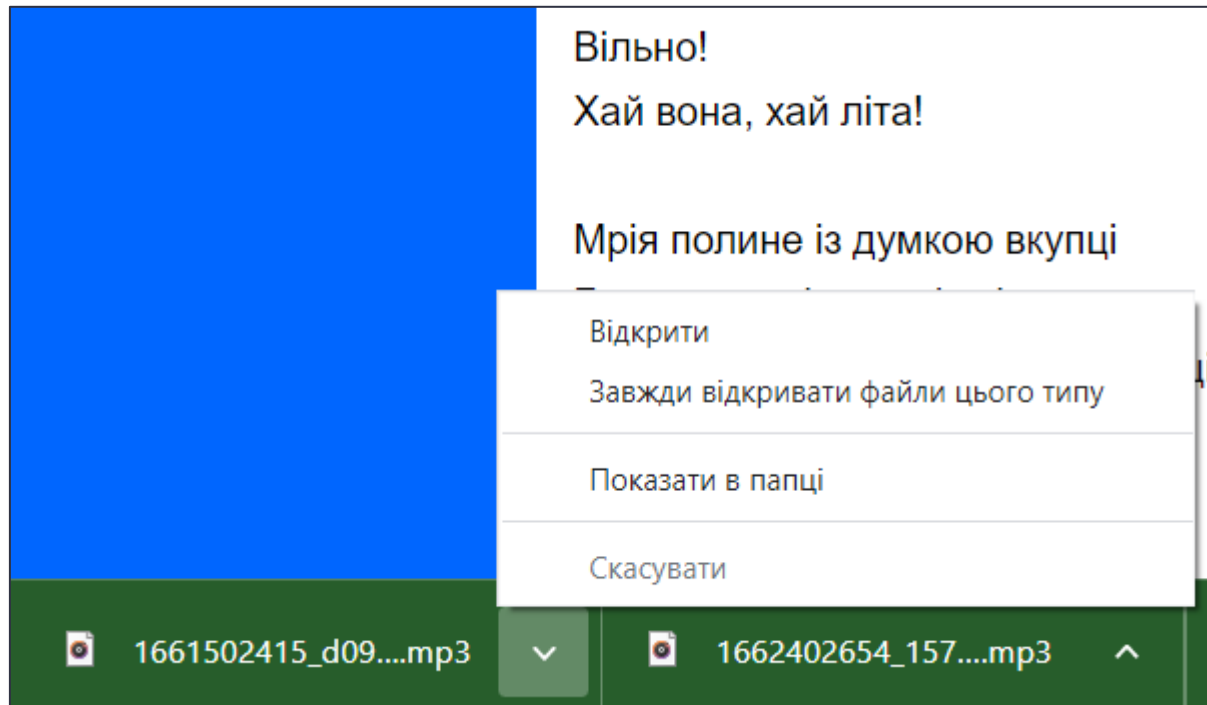 Вільно!
Хай вона, хай літа!
Мрія полине із думкою вкупці
Відкрити
Завжди відкривати файли цього типу
Показати в папці
Скасувати
1661502415_d09....mp3
1662402654_157....mp3